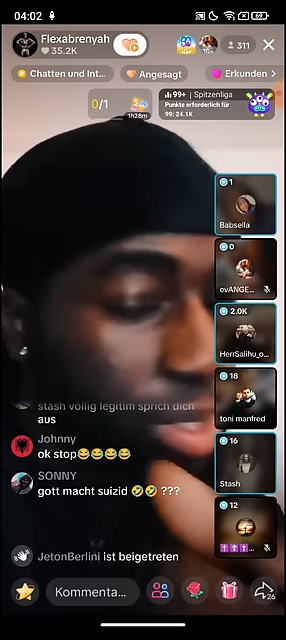 04:02
69
Flexabrenyah
35.2K
10+
311
Chatten und Int...
Angesagt
Erkunden >
0/1
1h28m
99+ | Spitzenliga
Punkte erforderlich für
99: 24.1K
1
Babsella
0
evANGE...
2.0K
HerrSalihu_o...
18
toni manfred
16
Stash
12
stash völlig legitim sprich dich
aus
Johnny
ok stop😂😂😂😂
SONNY
gott macht suizid 🤣🤣 ???
JetonBerlini ist beigetreten
Kommenta...
26